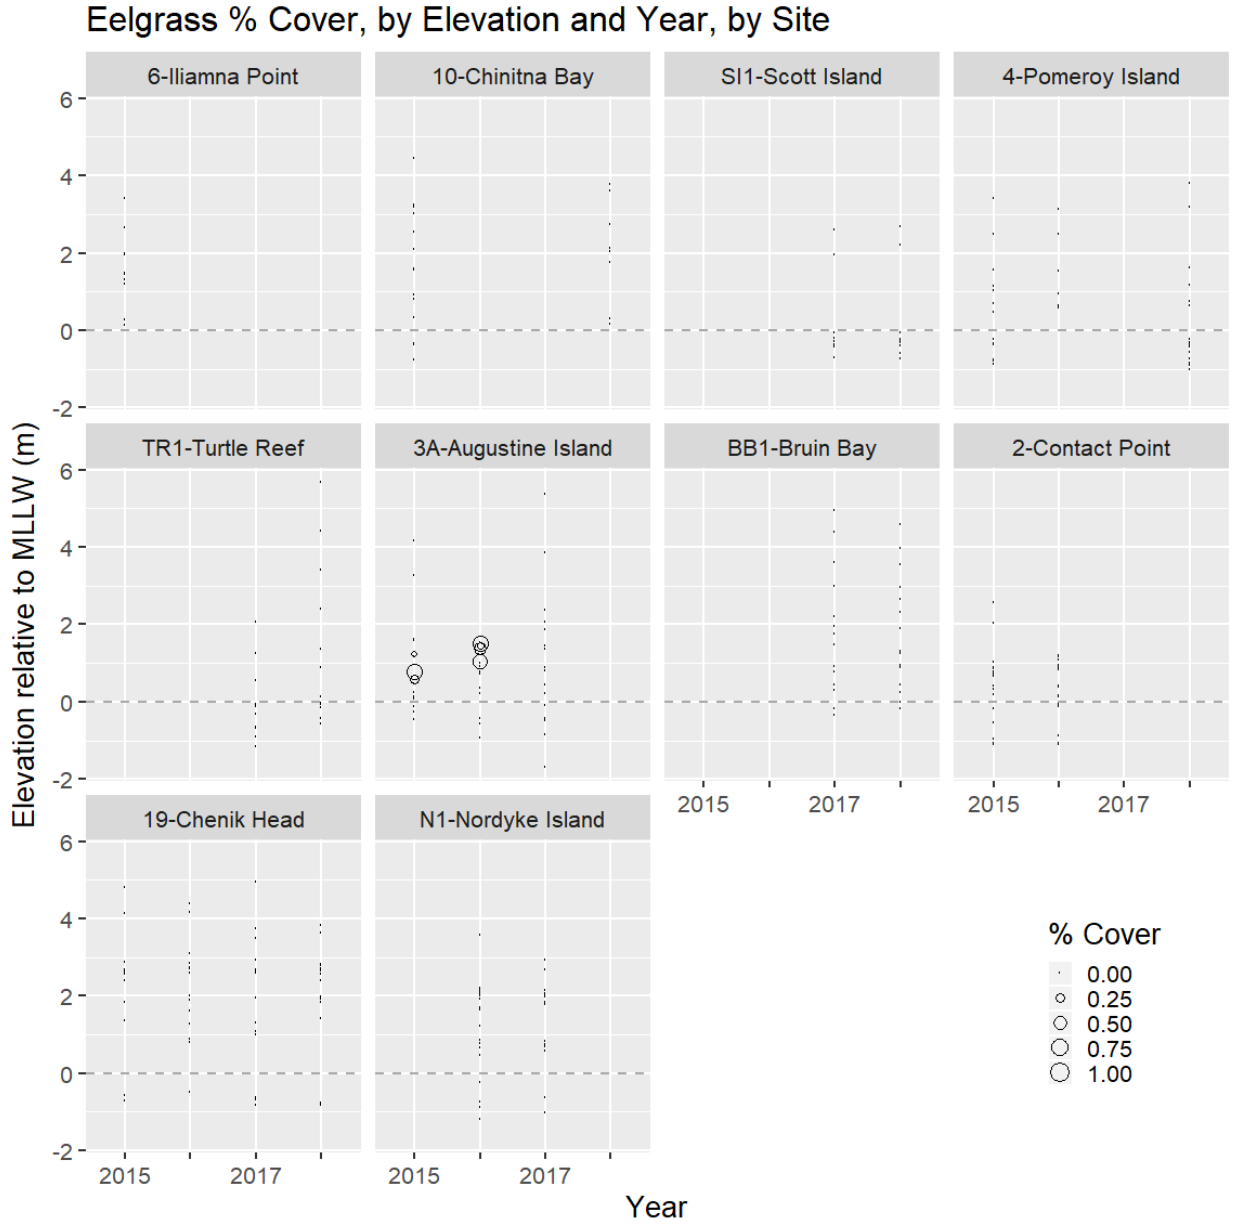 Eelgrass % Cover, by Elevation and Year, by Site
6-Iliamna Point
10-Chinitna Bay
SI1-Scott Island
4-Pomeroy Island
6
4
2
0
-2
TR1-Turtle Reef
3A-Augustine Island
BB1-Bruin Bay
2-Contact Point
6
4
2
0
-2
2015 2017
2015 2017
19-Chenik Head
N1-Nordyke Island
6
4
2
0
-2
2015 2017
2015 2017
Elevation relative to MLLW (m)
Year
% Cover
0.00
0.25
0.50
0.75
1.00